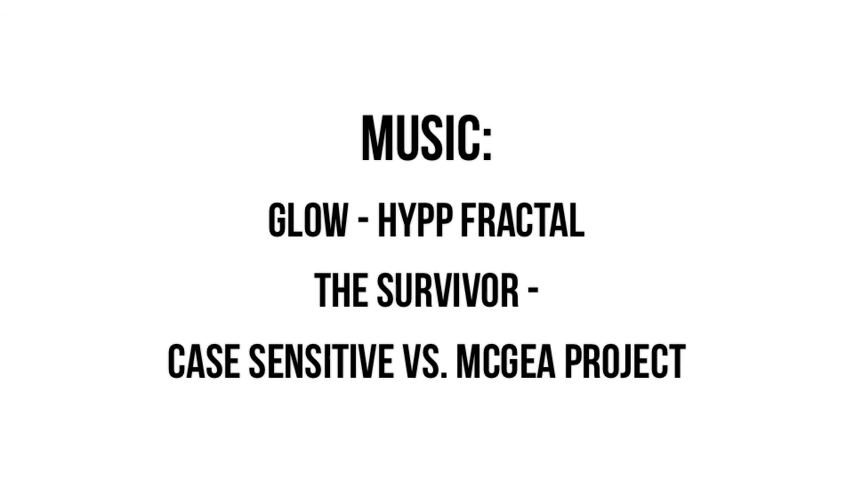 MUSIC:
GLOW - HYPP FRACTAL
THE SURVIVOR -
CASE SENSITIVE VS. MCGEA PROJECT